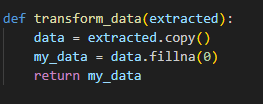 def transform_data(extracted):
    data = extracted.copy()
    my_data = data.fillna(0)
    return my_data